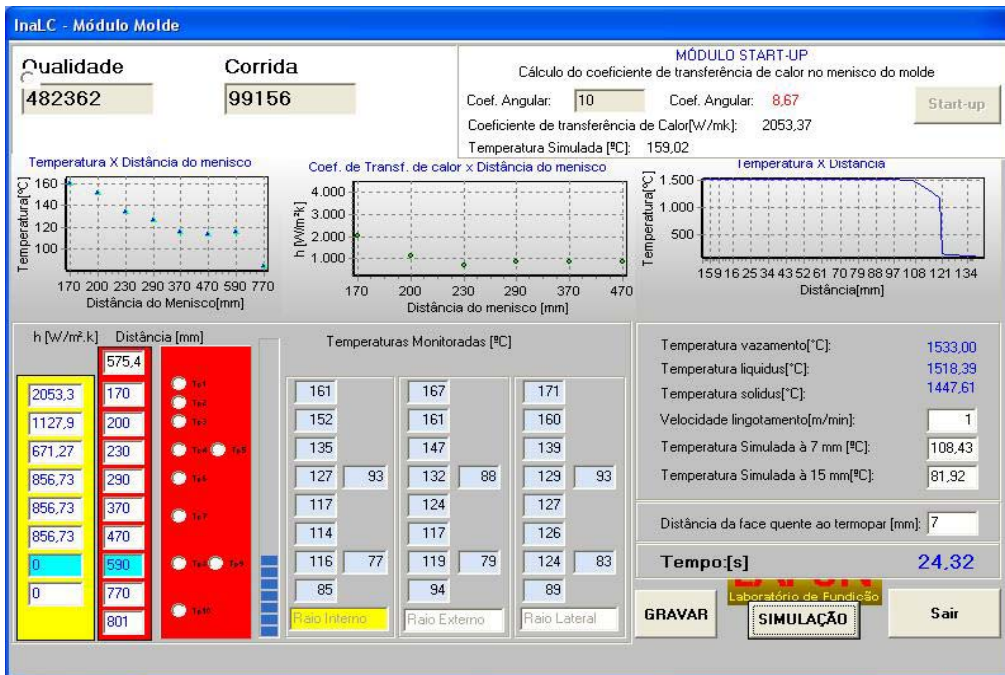 InaLC - Módulo Molde
Qualidade
482362
Corrida
99156
MÓDULO START-UP
Cálculo do coeficiente de transferência de calor no menisco do molde
Coef. Angular: 10 Coef. Angular: 8,67
Coeficiente de transferência de Calor[W/mk]: 2053,37
Temperatura Simulada [ºC]: 159,02
Start-up
Temperatura X Distância do menisco
Temperatura[ºC]
160
140
120
100
170 200 230 290 370 470 590 770
Distância do Menisco[mm]
Coef. de Transf. de calor x Distância do menisco
h [W/m²k]
4.000
3.000
2.000
1.000
170 200 230 290 370 470
Distância do menisco [mm]
Temperatura X Distancia
Temperatura[ºC]
1.500
1.000
500
159 16 25 34 43 52 61 70 79 88 97 108 121 134
Distância[mm]
h [W/m².k] Distância [mm]
575,4
2053,3 170
1127,9 200
671,27 230
856,73 290
856,73 370
856,73 470
0 590
0 770
801
Tp1
Tp2
Tp3
Tp4 Tp5
Tp6
Tp7
Tp8 Tp9
Tp10
Temperaturas Monitoradas [ºC]
161 167 171
152 161 160
135 147 139
127 93 132 88 129 93
117 124 127
114 117 126
116 77 119 79 124 83
85 94 89
Raio Interno Raio Externo Raio Lateral
Temperatura vazamento[°C]: 1533,00
Temperatura liquidus[°C]: 1518,39
Temperatura solidus[°C]: 1447,61
Velocidade lingotamento[m/min]: 1
Temperatura Simulada à 7 mm [ºC]: 108,43
Temperatura Simulada à 15 mm[ºC]: 81,92
Distância da face quente ao termopar [mm]: 7
Tempo:[s] 24,32
Laboratório de Fundição
GRAVAR SIMULAÇÃO Sair